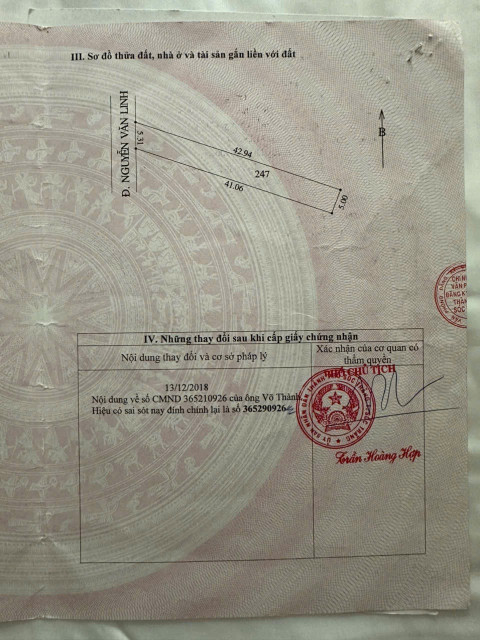 III. Sơ đồ thửa đất, nhà ở và tài sản gắn liền với đất
Đ. NGUYỄN VĂN LINH
5.31
42.94
247
41.06
5.00
B
IV. Những thay đổi sau khi cấp giấy chứng nhận
Nội dung thay đổi và cơ sở pháp lý
Xác nhận của cơ quan có
thẩm quyền
13/12/2018
Nội dung về số CMND 365210926 của ông Võ Thành
Hiệu có sai sót nay đính chính lại là số 365290926
PHÓ CHỦ TỊCH
Trần Hoàng Hợp